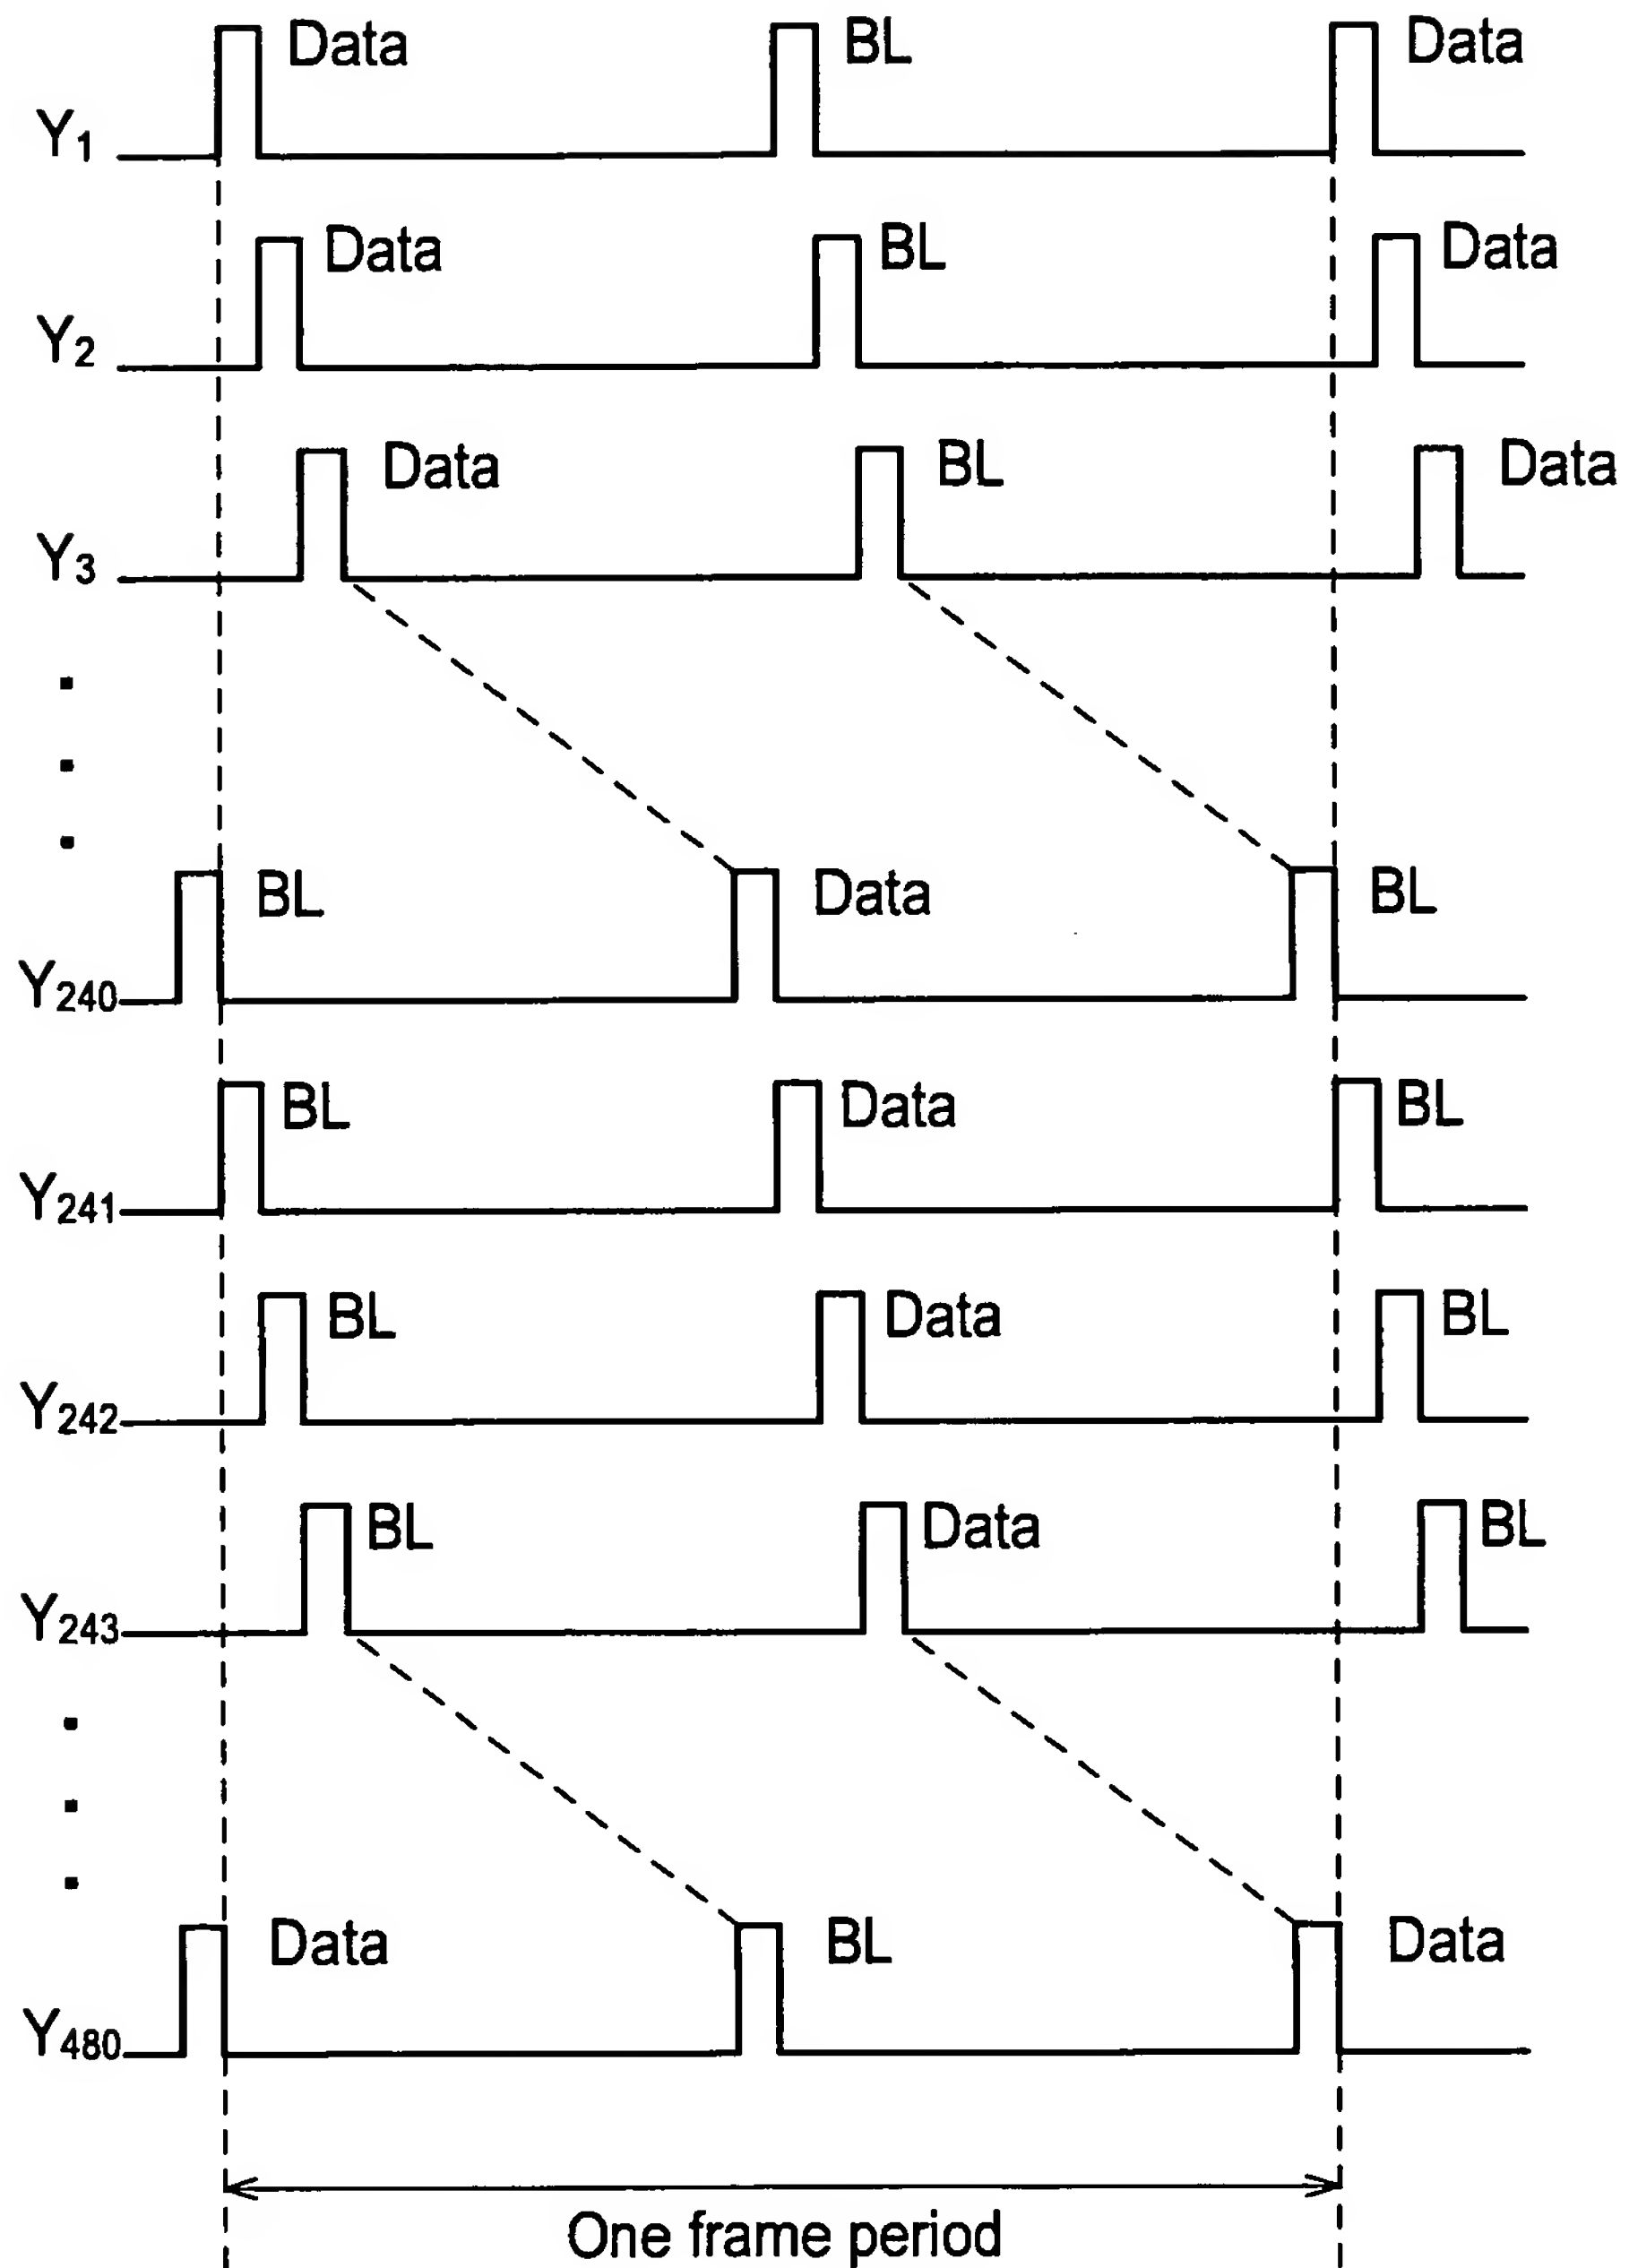 Data BL Data
Y1
Data BL Data
Y2
Data BL Data
Y3
BL Data BL
Y240
BL Data BL
Y241
BL Data BL
Y242
BL Data BL
Y243
Data BL Data
Y480
One frame period